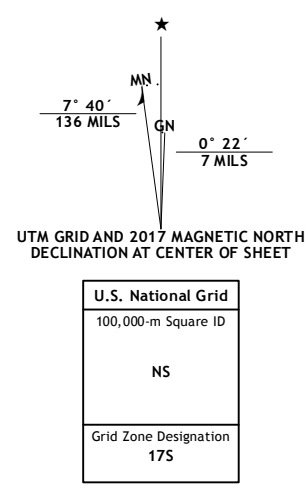 ★
MN
7° 40´
136 MILS
GN
0° 22´
7 MILS
UTM GRID AND 2017 MAGNETIC NORTH
DECLINATION AT CENTER OF SHEET
U.S. National Grid
100,000-m Square ID
NS
Grid Zone Designation
17S